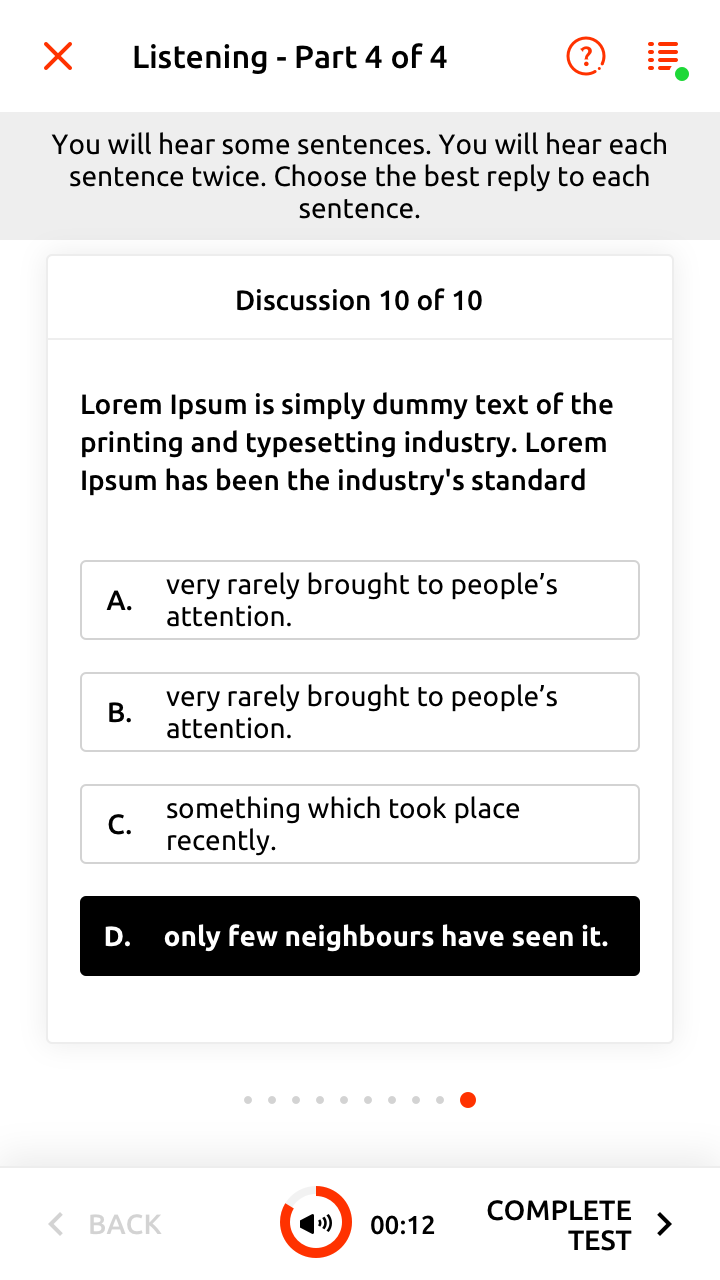 Listening - Part 4 of 4
?
You will hear some sentences. You will hear each
sentence twice. Choose the best reply to each
sentence.
Discussion 10 of 10
Lorem Ipsum is simply dummy text of the
printing and typesetting industry. Lorem
Ipsum has been the industry's standard
A. very rarely brought to people’s
attention.
B. very rarely brought to people’s
attention.
C. something which took place
recently.
D. only few neighbours have seen it.
BACK
00:12
COMPLETE
TEST